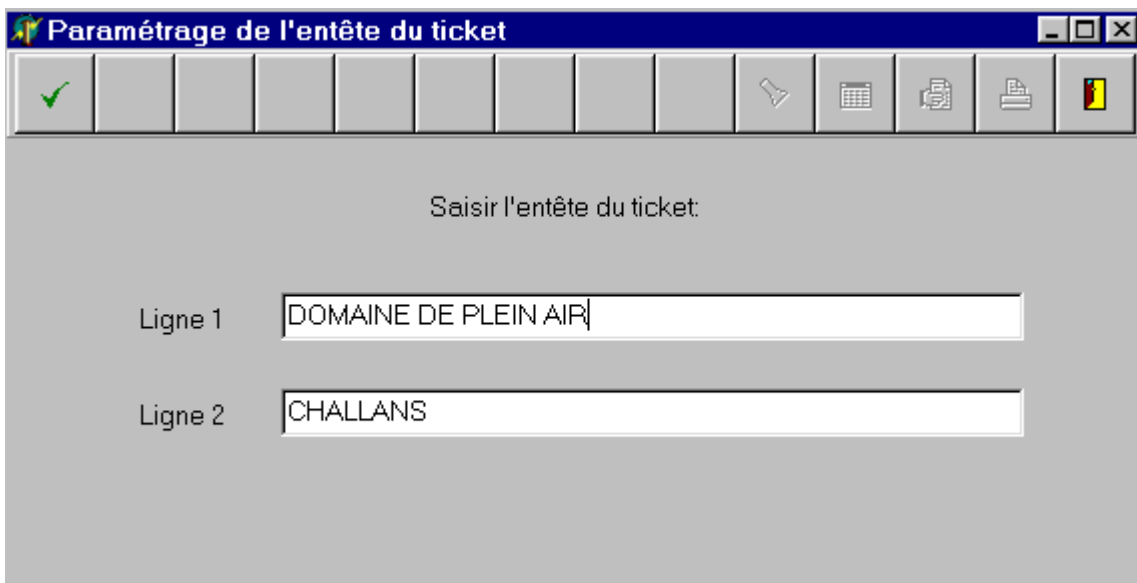 Paramétrage de l'entête du ticket
Saisir l'entête du ticket:
Ligne 1 DOMAINE DE PLEIN AIR
Ligne 2 CHALLANS